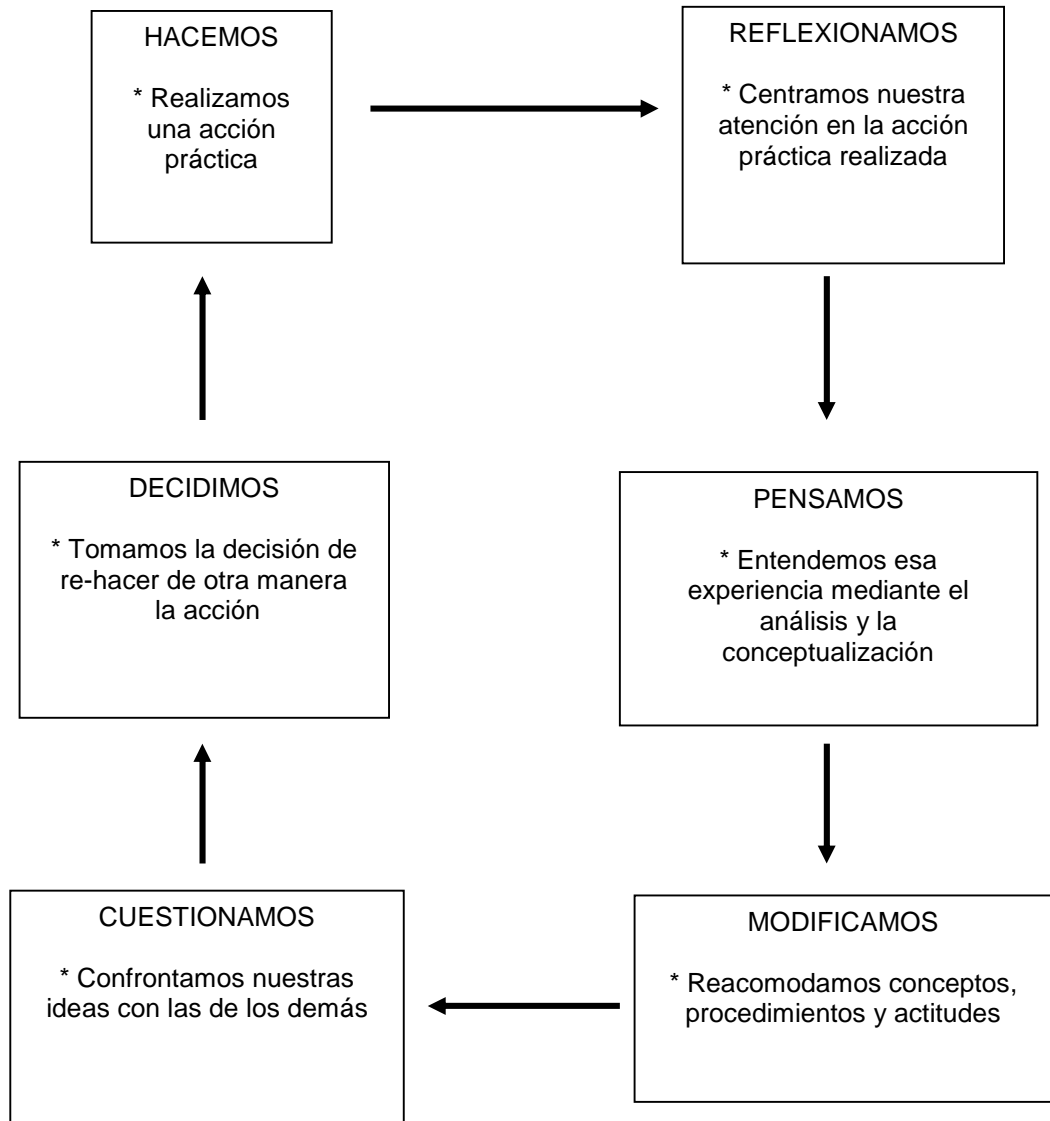 HACEMOS
* Realizamos
una acción
práctica
REFLEXIONAMOS
* Centramos nuestra
atención en la acción
práctica realizada
DECIDIMOS
* Tomamos la decisión de
re-hacer de otra manera
la acción
PENSAMOS
* Entendemos esa
experiencia mediante el
análisis y la
conceptualización
CUESTIONAMOS
* Confrontamos nuestras
ideas con las de los demás
MODIFICAMOS
* Reacomodamos conceptos,
procedimientos y actitudes